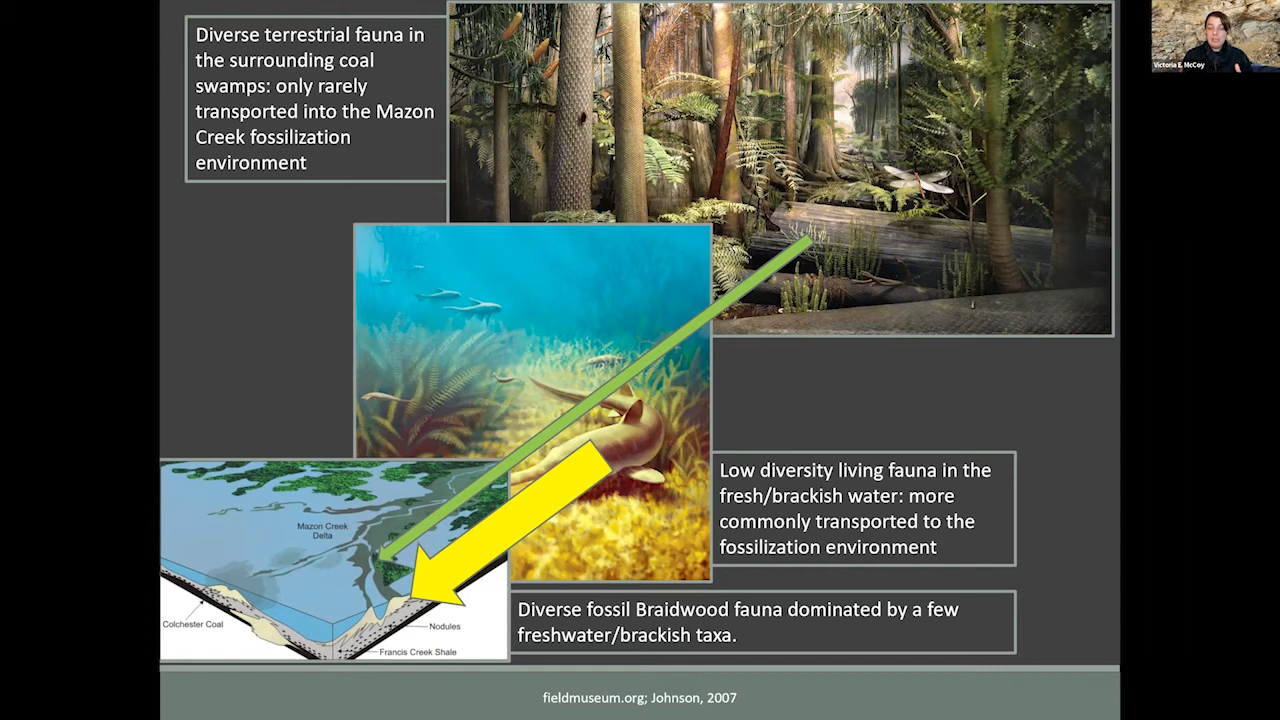 Diverse terrestrial fauna in
the surrounding coal
swamps: only rarely
transported into the Mazon
Creek fossilization
environment
Victoria E. McCoy
Low diversity living fauna in the
fresh/brackish water: more
commonly transported to the
fossilization environment
Mazon Creek
Delta
Colchester Coal
Nodules
Francis Creek Shale
Diverse fossil Braidwood fauna dominated by a few
freshwater/brackish taxa.
fieldmuseum.org; Johnson, 2007